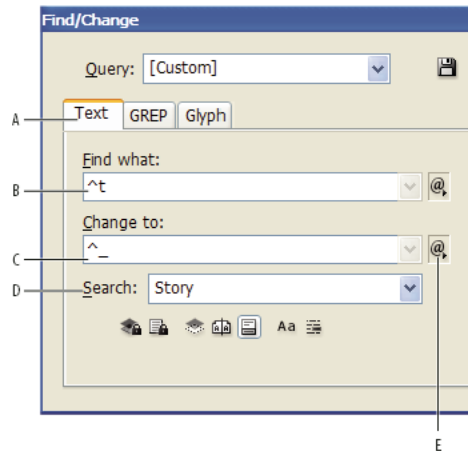 Find/Change
Query: [Custom]
A
Text GREP Glyph
Find what:
B ^t @
Change to:
C ^_ @
D Search: Story
Aa
E